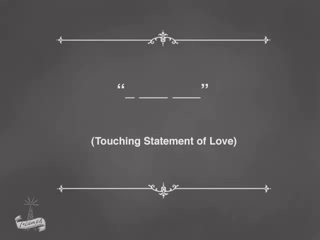 “_ ___ ___”
(Touching Statement of Love)